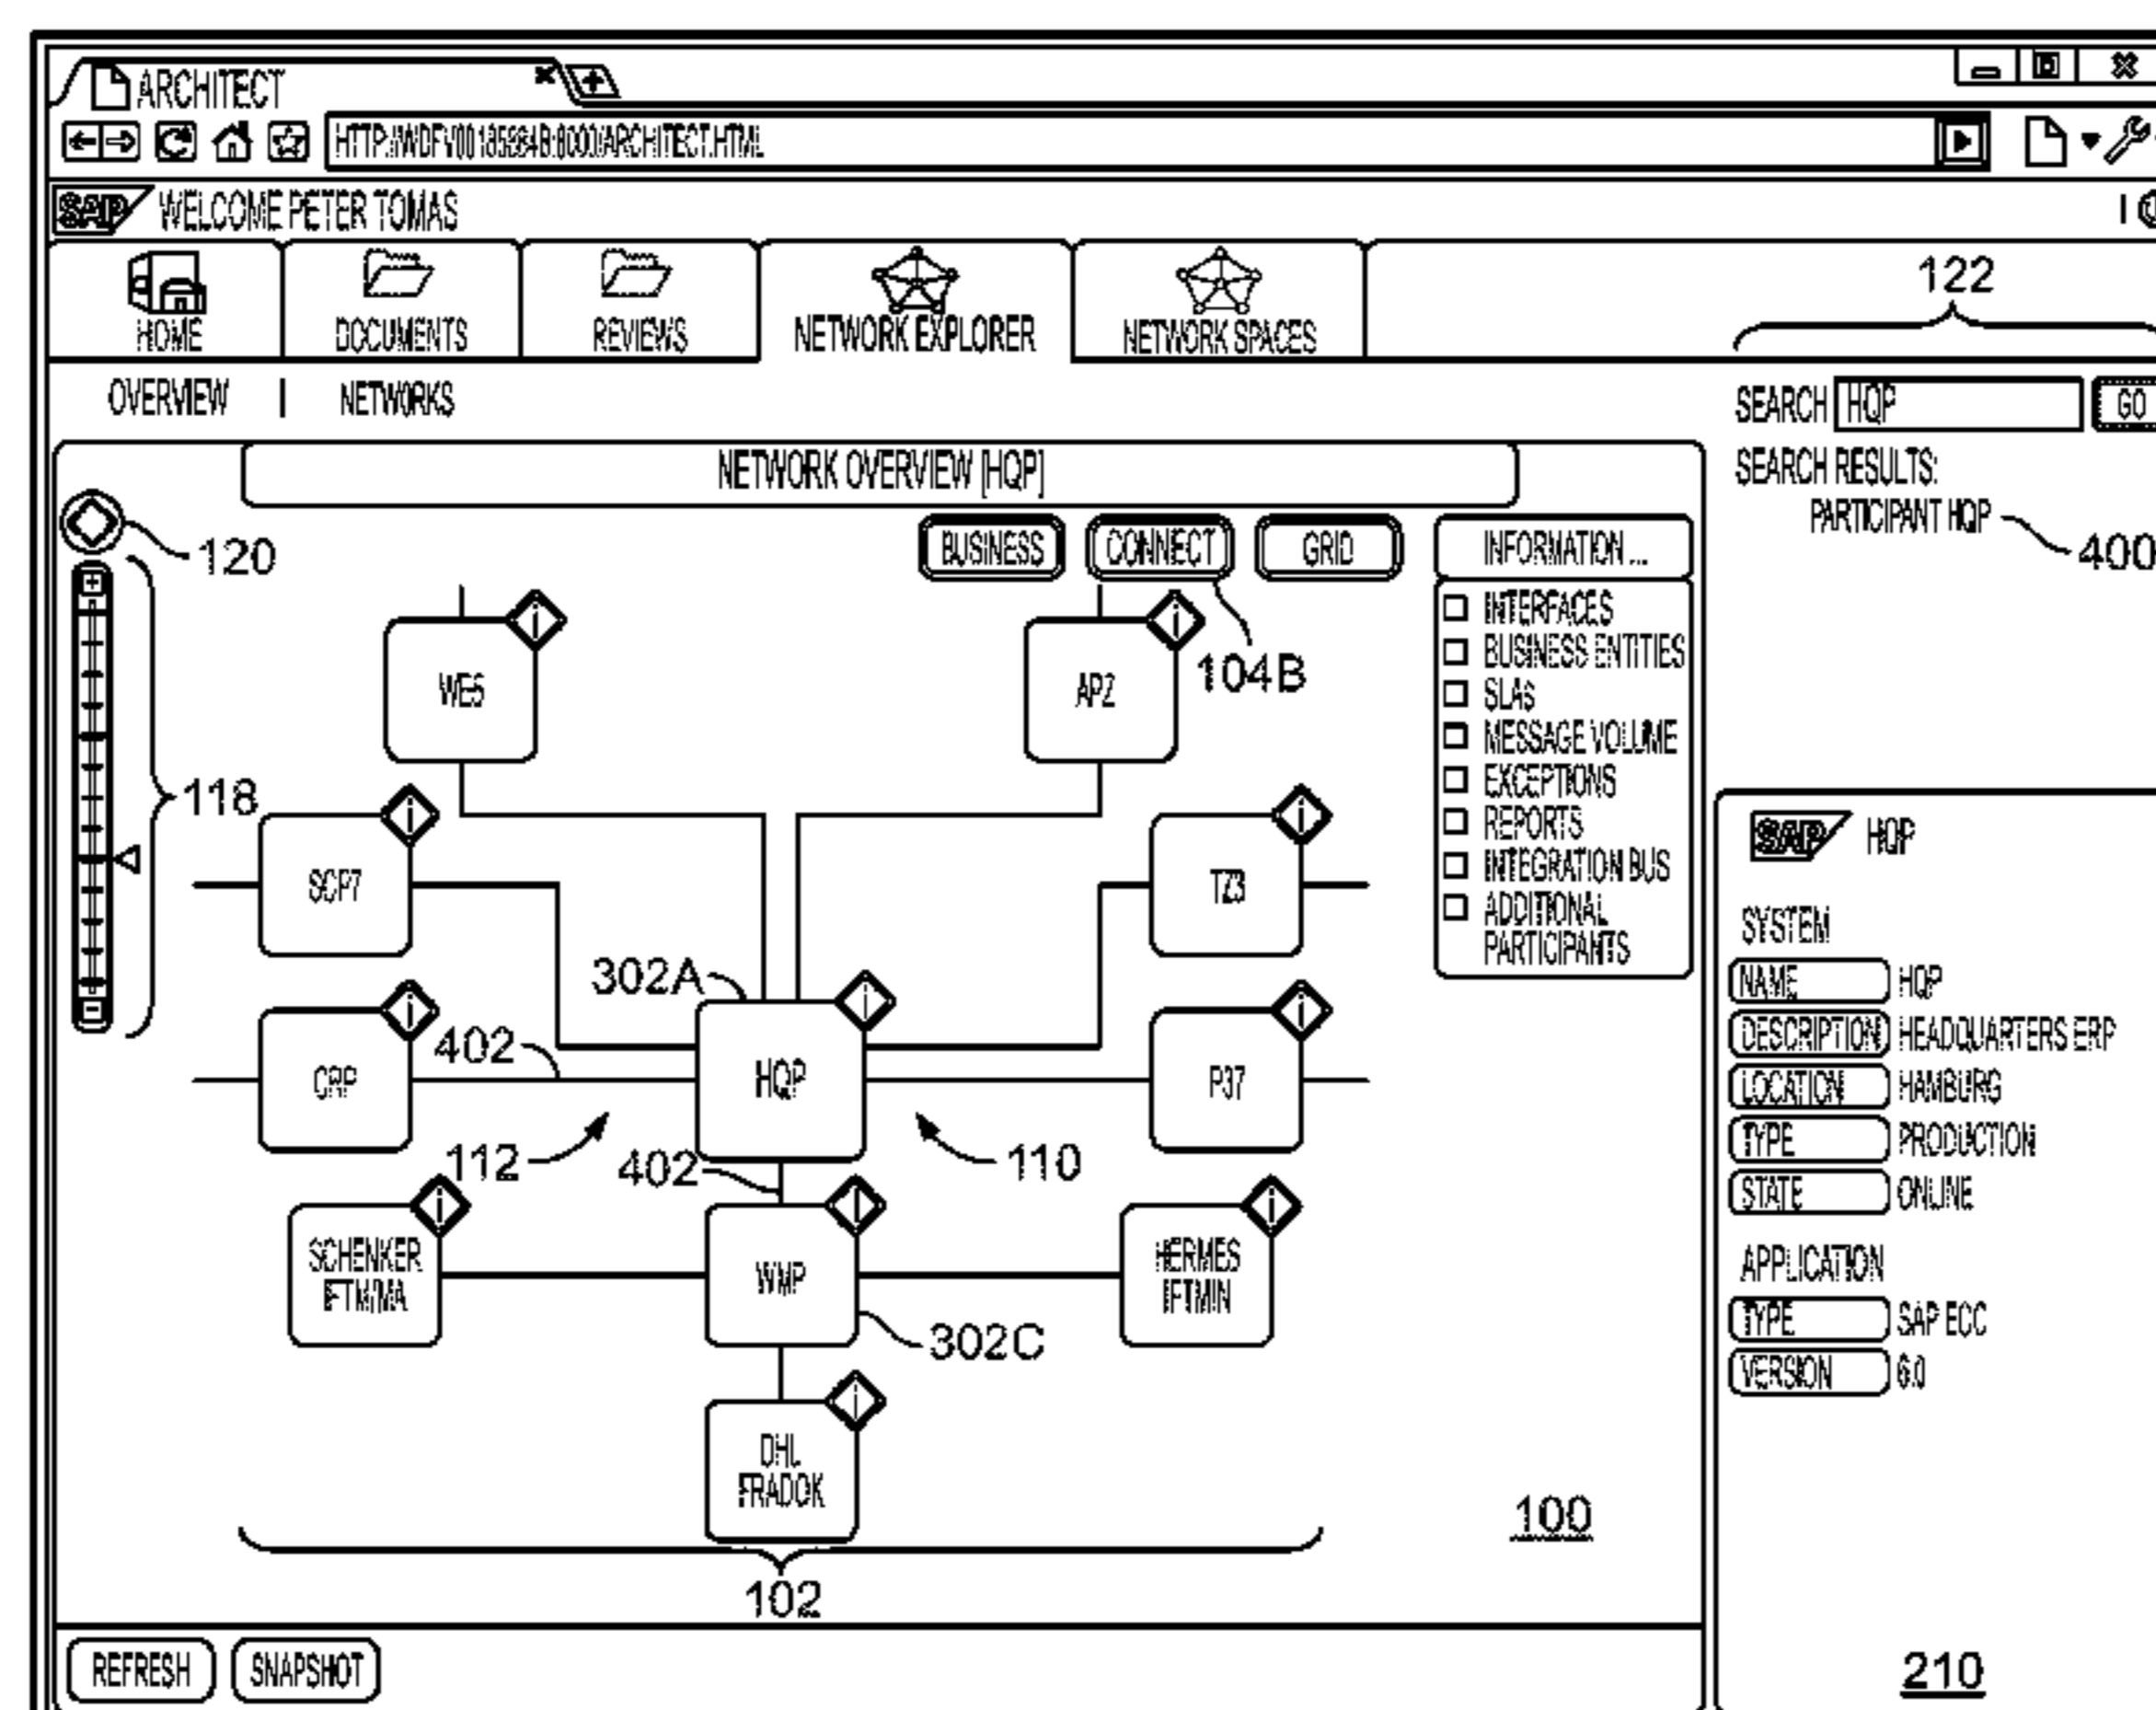 ARCHITECT
WELCOME PETER TOMAS
SAP
HOME
DOCUMENTS
REVIEWS
NETWORK EXPLORER
NETWORK SPACES
122
OVERVIEW | NETWORKS
SEARCH HQP GO
SEARCH RESULTS:
PARTICIPANT HQP
400
NETWORK OVERVIEW [HQP]
120
BUSINESS
CONNECT
GRID
104B
INFORMATION ...
INTERFACES
BUSINESS ENTITIES
SLAS
MESSAGE VOLUME
EXCEPTIONS
REPORTS
INTEGRATION BUS
ADDITIONAL
PARTICIPANTS
118
WE5
AP2
SCP7
TZ3
302A
402
CRP
HQP
P37
112
402
110
SCHENKER
WMP
HERMES
IFTMIN
302C
DHL
FRADOK
100
102
REFRESH
SNAPSHOT
SAP HQP
SYSTEM
NAME HQP
DESCRIPTION HEADQUARTERS ERP
LOCATION HAMBURG
TYPE PRODUCTION
STATE ONLINE
APPLICATION
TYPE SAP ECC
VERSION 6.0
210